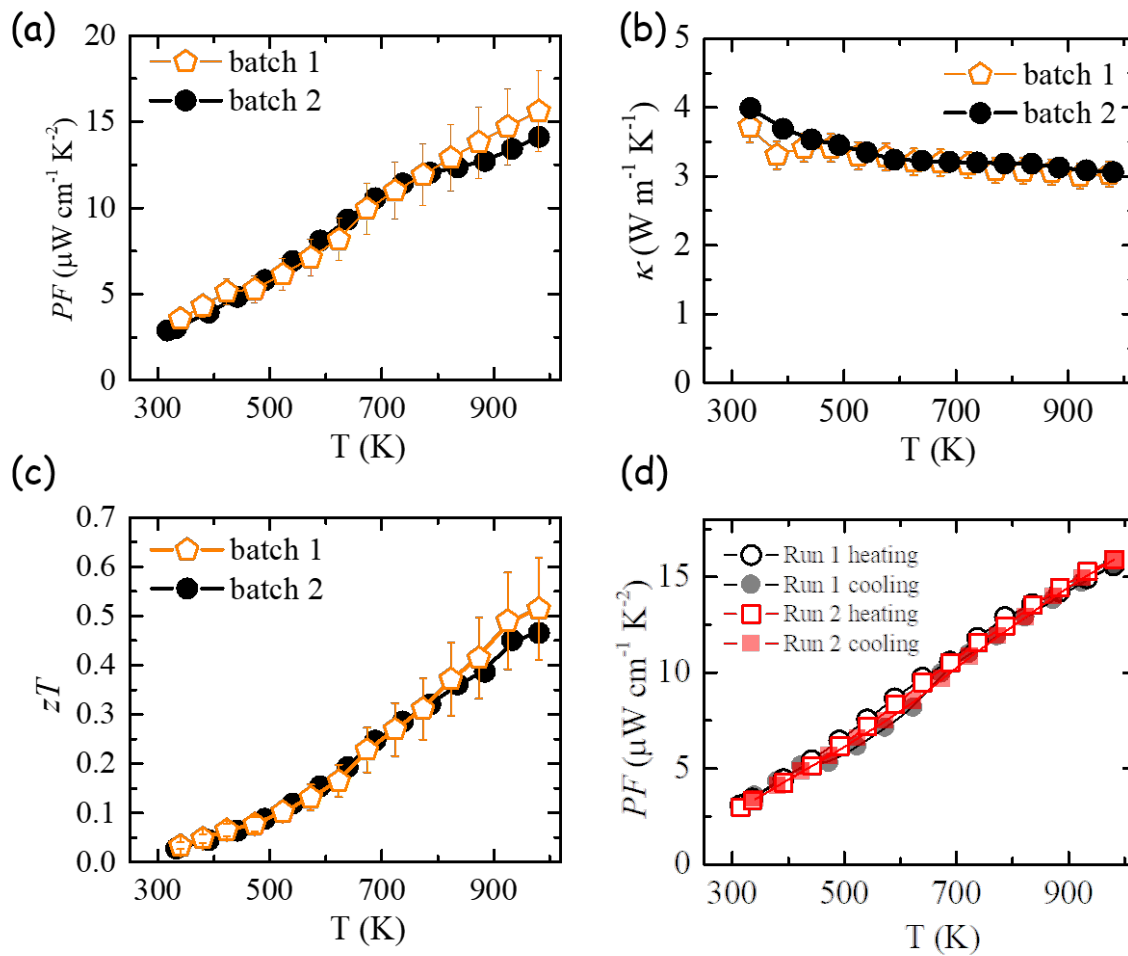 (a)
20
15
10
5
0
PF (μW cm⁻¹ K⁻²)
batch 1
batch 2
300 500 700 900
T (K)
(b)
5
4
3
2
1
0
κ (W m⁻¹ K⁻¹)
batch 1
batch 2
300 500 700 900
T (K)
(c)
0.7
0.6
0.5
0.4
0.3
0.2
0.1
0.0
zT
batch 1
batch 2
300 500 700 900
T (K)
(d)
15
10
5
0
PF (μW cm⁻¹ K⁻²)
Run 1 heating
Run 1 cooling
Run 2 heating
Run 2 cooling
300 500 700 900
T (K)